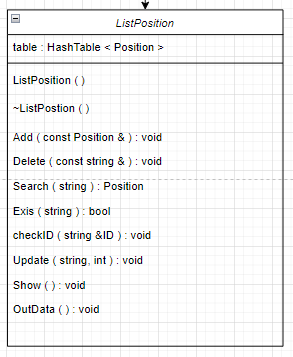 ListPosition
table : HashTable < Position >
ListPosition ( )
~ListPostion ( )
Add ( const Position & ) : void
Delete ( const string & ) : void
Search ( string ) : Position
Exis ( string ) : bool
checkID ( string &ID ) : void
Update ( string, int ) : void
Show ( ) : void
OutData ( ) : void